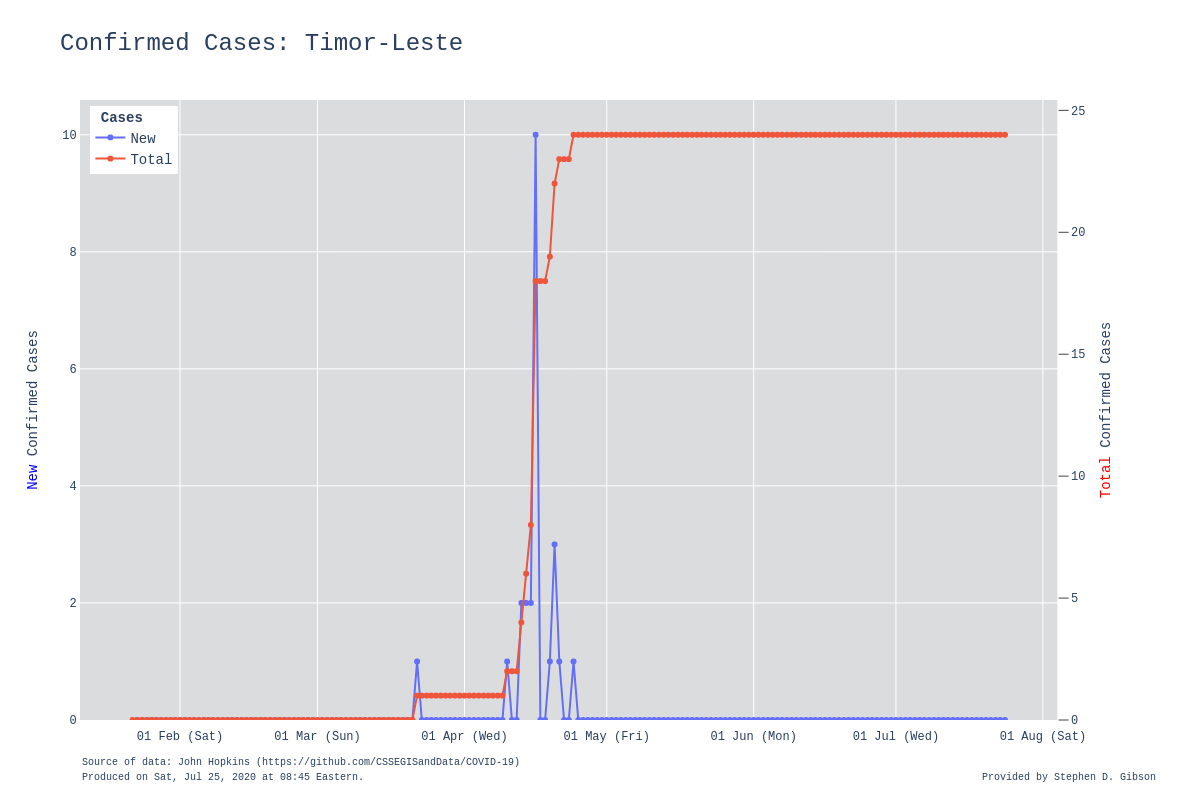 Confirmed Cases: Timor-Leste
Cases
New
Total
10
8
6
4
2
0
25
20
15
10
5
0
New Confirmed Cases
Total Confirmed Cases
01 Feb (Sat)
01 Mar (Sun)
01 Apr (Wed)
01 May (Fri)
01 Jun (Mon)
01 Jul (Wed)
01 Aug (Sat)
Source of data: John Hopkins (https://github.com/CSSEGISandData/COVID-19)
Produced on Sat, Jul 25, 2020 at 08:45 Eastern.
Provided by Stephen D. Gibson